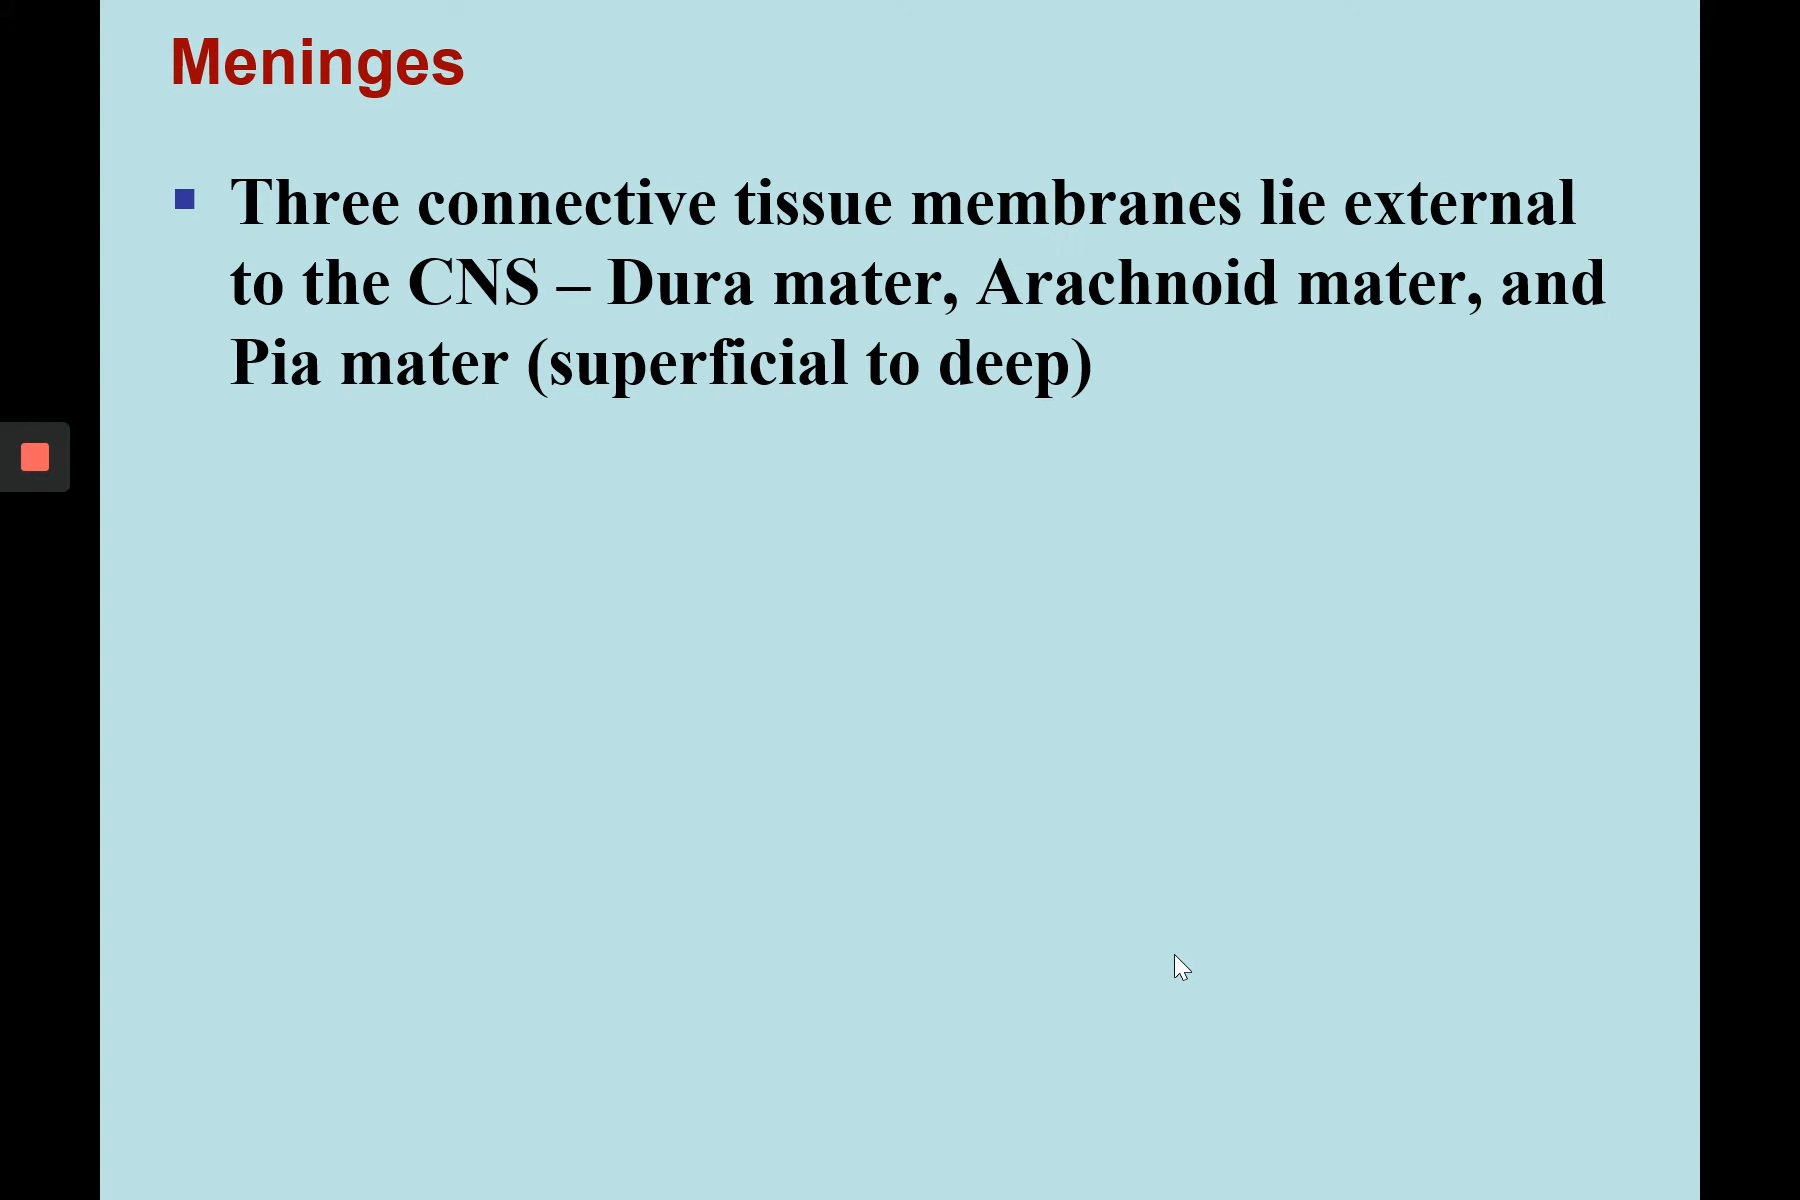 Meninges
Three connective tissue membranes lie external
to the CNS – Dura mater, Arachnoid mater, and
Pia mater (superficial to deep)